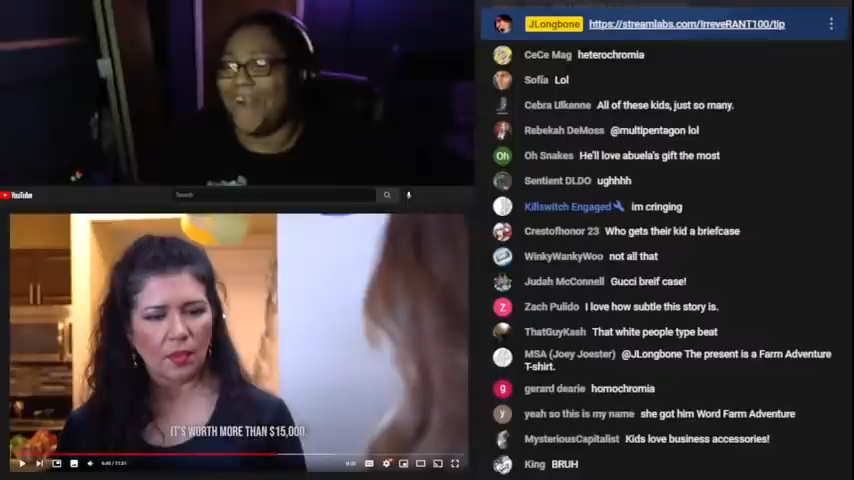 JLongbone https://streamlabs.com/IrreveRANT100/tip
CeCe Mag heterochromia
Sofía Lol
Cebra Ulkenne All of these kids, just so many.
Rebekah DeMoss @multipentagon lol
Oh
Oh Snakes He'll love abuela's gift the most
Sentient DLDO ughhhh
Killswitch Engaged im cringing
Crestofhonor 23 Who gets their kid a briefcase
WinkyWankyWoo not all that
Judah McConnell Gucci breif case!
Z
Zach Pulido I love how subtle this story is.
ThatGuyKash That white people type beat
MSA (Joey Joester) @JLongbone The present is a Farm Adventure
T-shirt.
g
gerard dearie homochromia
y
yeah so this is my name she got him Word Farm Adventure
MysteriousCapitalist Kids love business accessories!
King BRUH
YouTube
Search
IT'S WORTH MORE THAN $15,000.